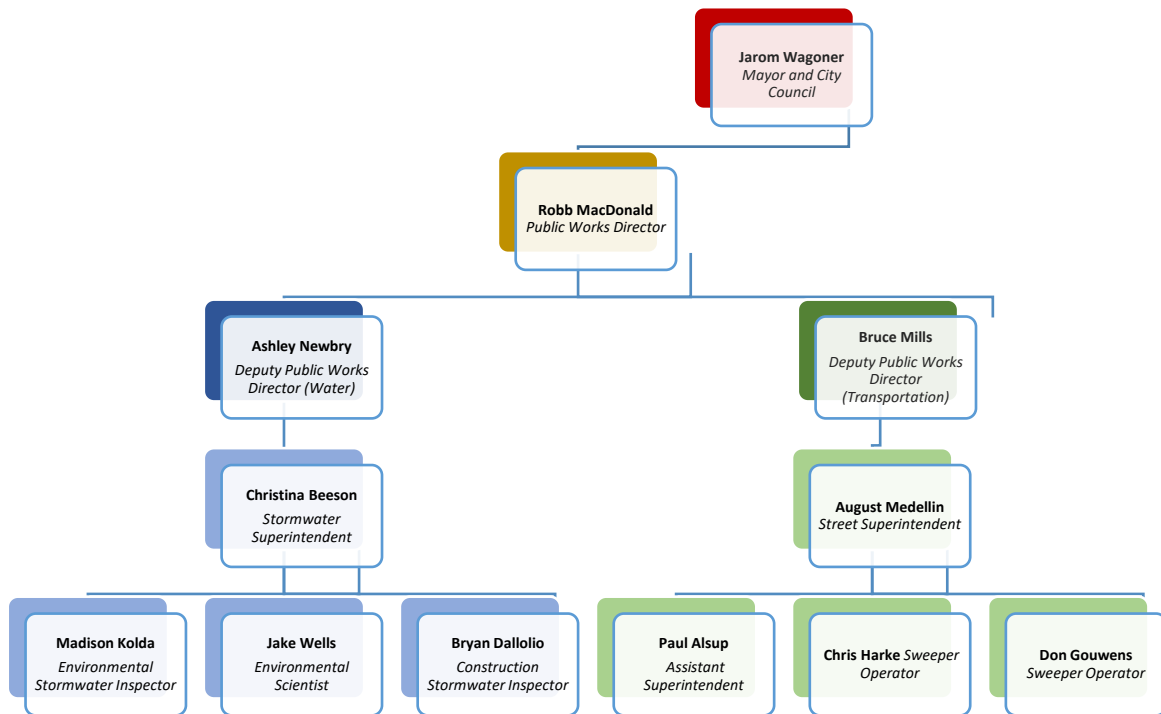 Jarom Wagoner
Mayor and City
Council
Robb MacDonald
Public Works Director
Ashley Newbry
Deputy Public Works
Director (Water)
Bruce Mills
Deputy Public Works
Director
(Transportation)
Christina Beeson
Stormwater
Superintendent
August Medellin
Street Superintendent
Madison Kolda
Environmental
Stormwater Inspector
Jake Wells
Environmental
Scientist
Bryan Dallolio
Construction
Stormwater Inspector
Paul Alsup
Assistant
Superintendent
Chris Harke Sweeper
Operator
Don Gouwens
Sweeper Operator